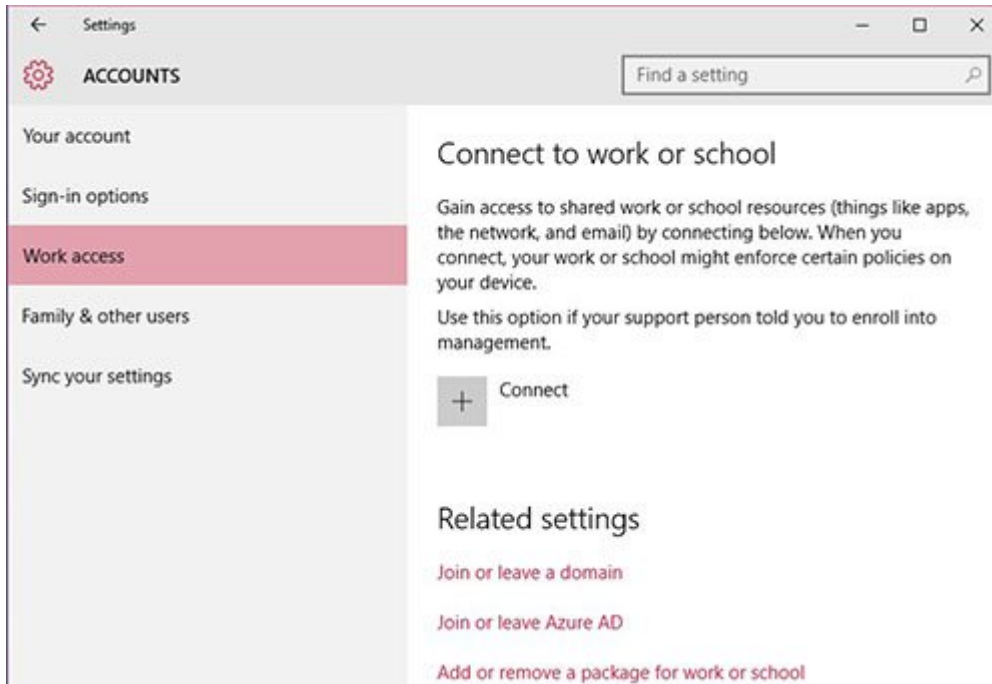 Settings
ACCOUNTS
Find a setting
Your account
Sign-in options
Work access
Family & other users
Sync your settings
Connect to work or school
Gain access to shared work or school resources (things like apps,
the network, and email) by connecting below. When you
connect, your work or school might enforce certain policies on
your device.
Use this option if your support person told you to enroll into
management.
Connect
Related settings
Join or leave a domain
Join or leave Azure AD
Add or remove a package for work or school